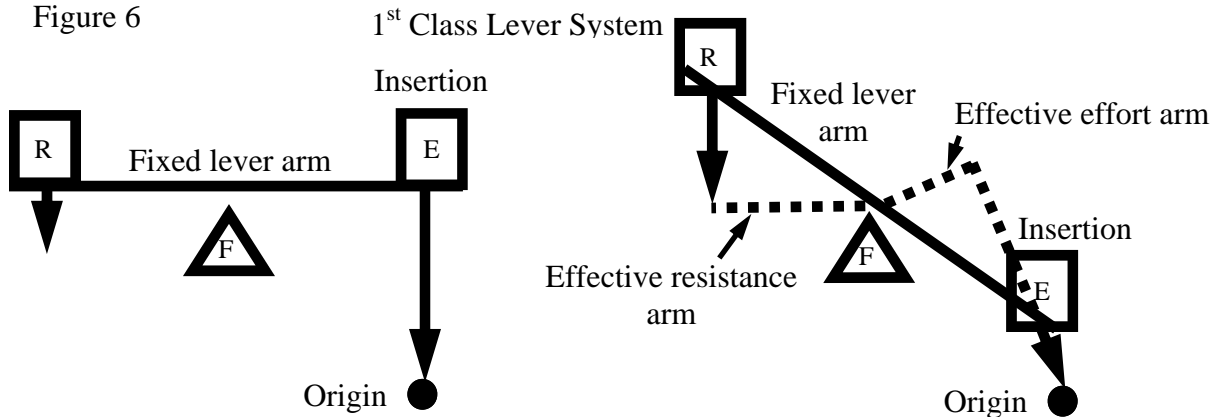 Figure 6
1st Class Lever System
Insertion
R
Fixed lever arm
E
F
Origin
R
Fixed lever
arm
Effective effort arm
F
Insertion
Effective resistance
arm
E
Origin